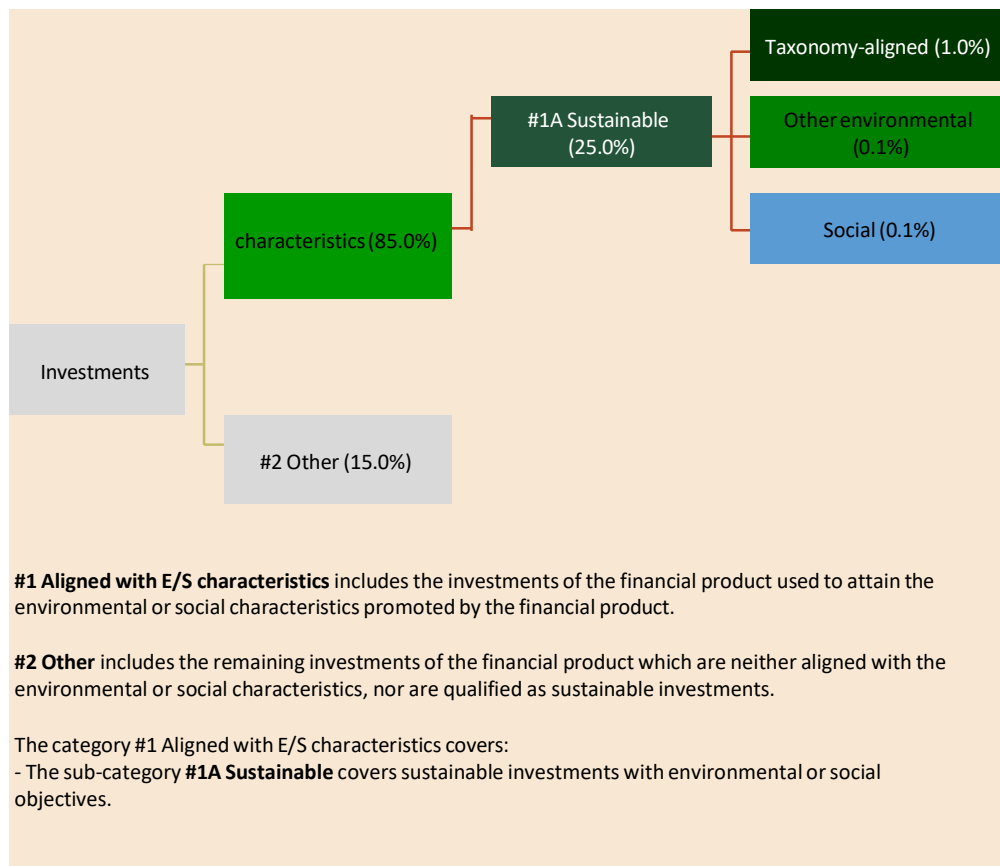 Taxonomy-aligned (1.0%)
#1A Sustainable
(25.0%)
Other environmental
(0.1%)
characteristics (85.0%)
Social (0.1%)
Investments
#2 Other (15.0%)
#1 Aligned with E/S characteristics includes the investments of the financial product used to attain the
environmental or social characteristics promoted by the financial product.
#2 Other includes the remaining investments of the financial product which are neither aligned with the
environmental or social characteristics, nor are qualified as sustainable investments.
The category #1 Aligned with E/S characteristics covers:
- The sub-category #1A Sustainable covers sustainable investments with environmental or social
objectives.